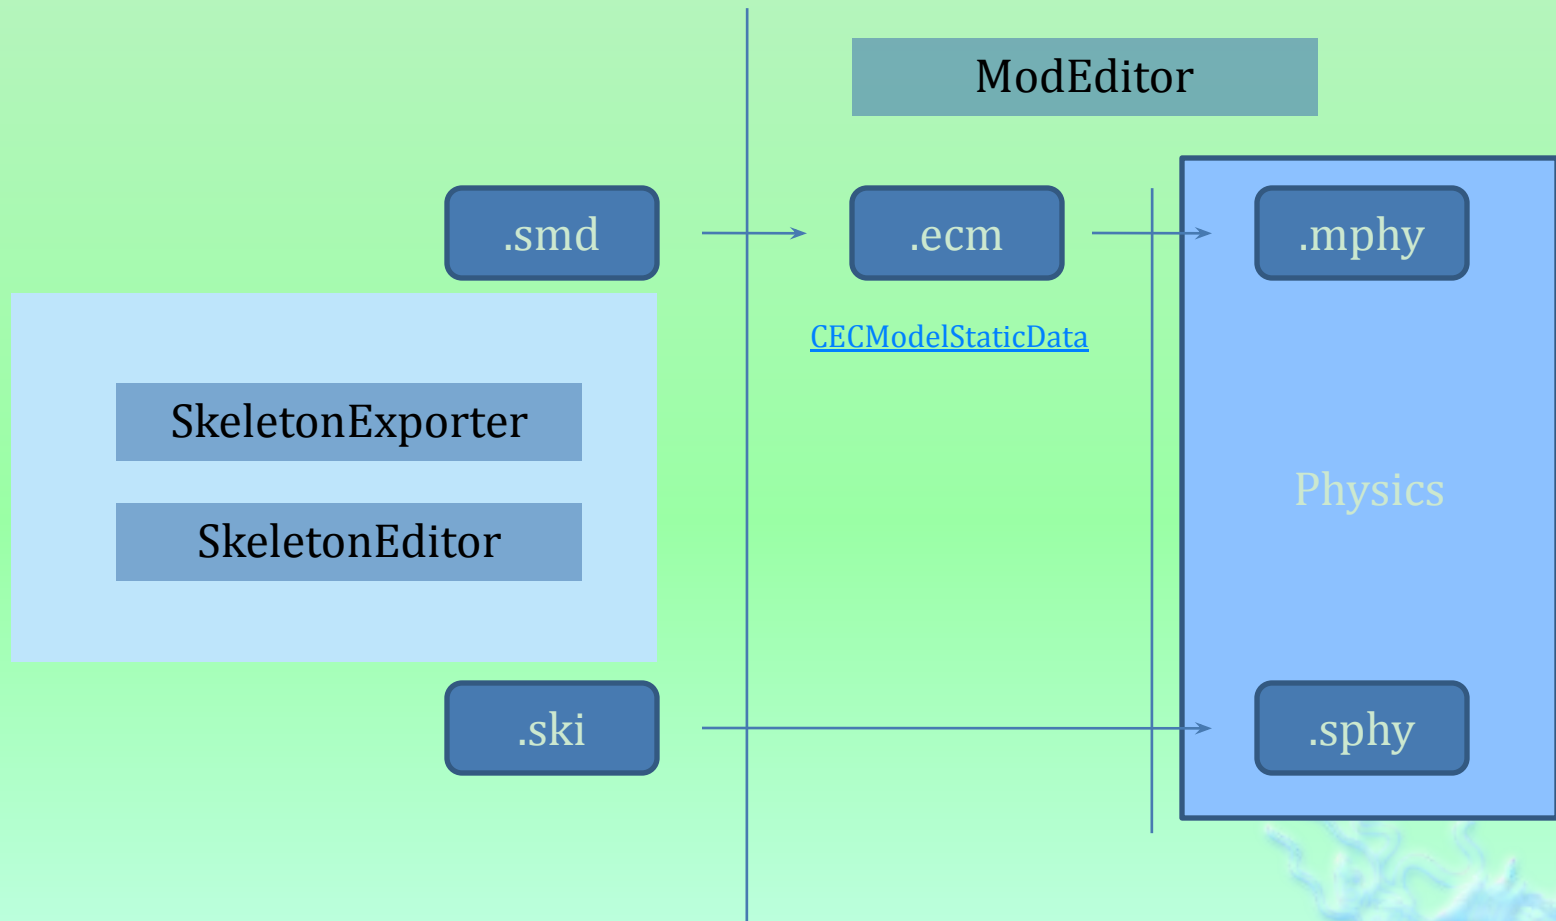 ModEditor
.smd
.ecm
.mphy
CECModelStaticData
SkeletonExporter
Physics
SkeletonEditor
.ski
.sphy